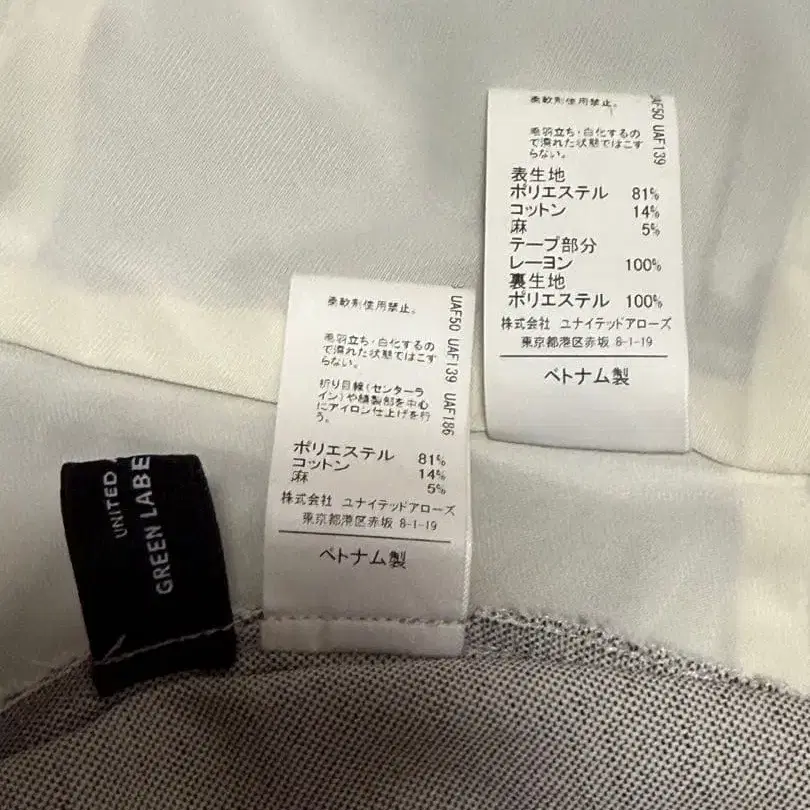 柔軟剤使用禁止。
毛羽立ち・白化するの
で濡れた状態ではこす
らない。
表生地
ポリエステル 81%
コットン 14%
麻 5%
テープ部分
レーヨン 100%
裏生地
ポリエステル 100%
株式会社 ユナイテッドアローズ
東京都港区赤坂 8-1-19
ベトナム製
UAF50 UAF139
柔軟剤使用禁止。
毛羽立ち・白化するの
で濡れた状態ではこす
らない。
折り目線(センターラ
イン)や縫製部を中心
にアイロン仕上げを行
う。
ポリエステル 81%
コットン 14%
麻 5%
株式会社 ユナイテッドアローズ
東京都港区赤坂 8-1-19
ベトナム製
UAF50 UAF139 UAF186
UNITED
GREEN LABE